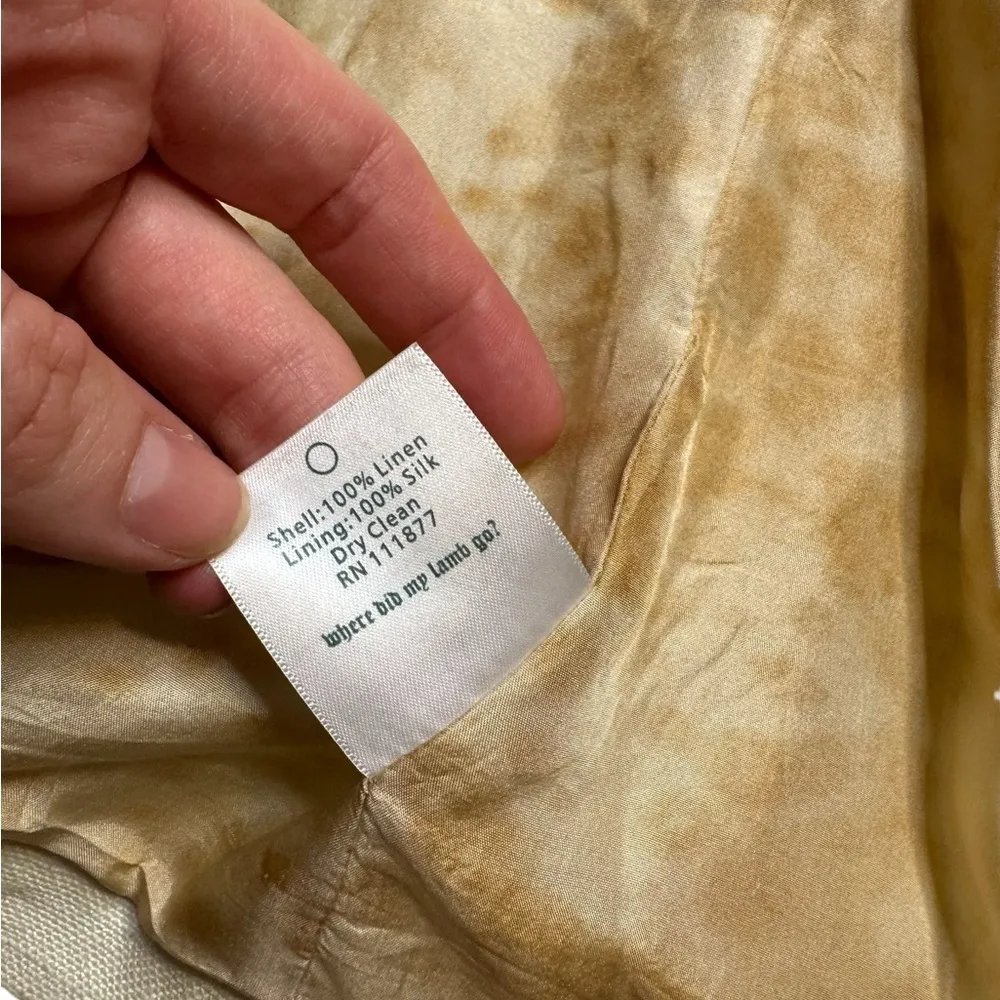 Shell:100% Linen
Lining:100% Silk
Dry Clean
RN 111877
where did my lamb go?